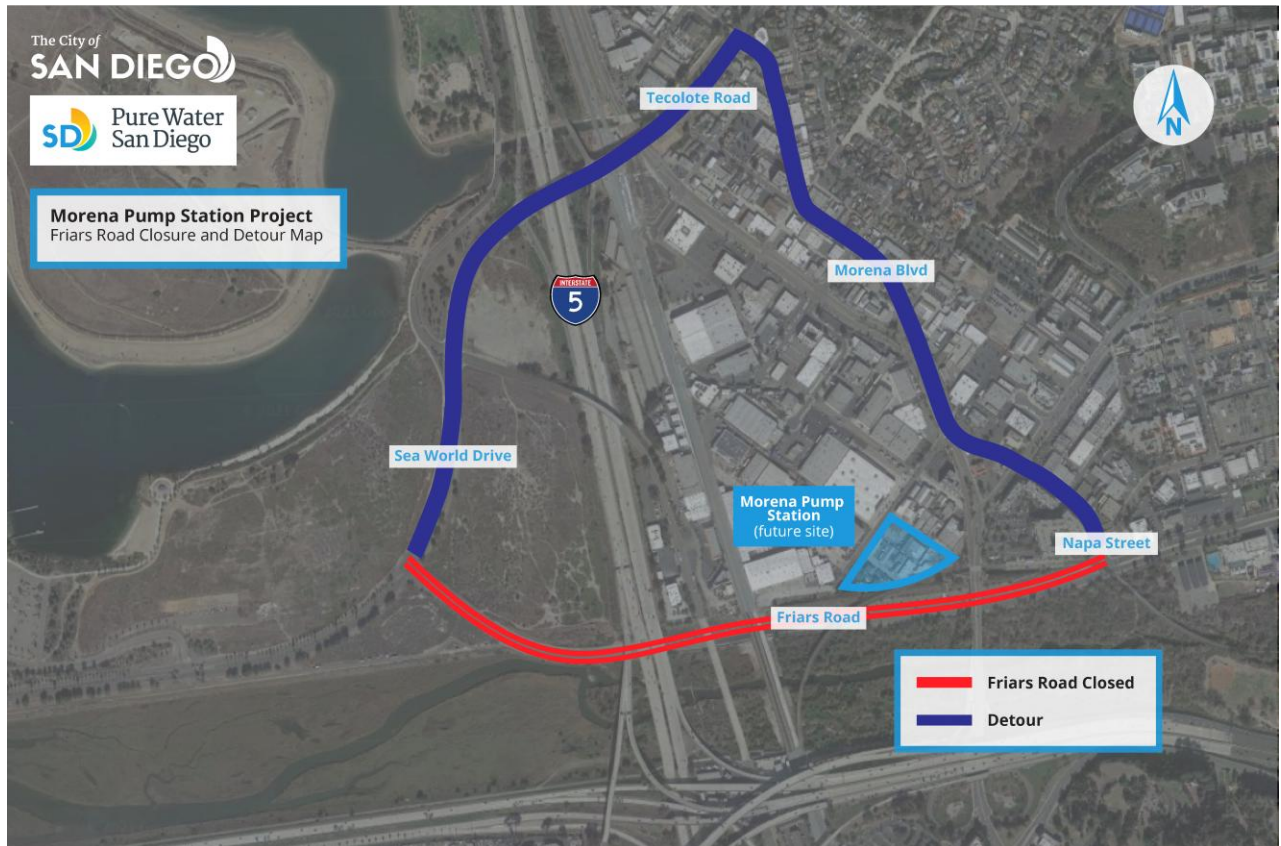 The City of
SAN DIEGO
SD
Pure Water
San Diego
Morena Pump Station Project
Friars Road Closure and Detour Map
N
Tecolote Road
Morena Blvd
INTERSTATE
5
Sea World Drive
Morena Pump
Station
(future site)
Napa Street
Friars Road
Friars Road Closed
Detour